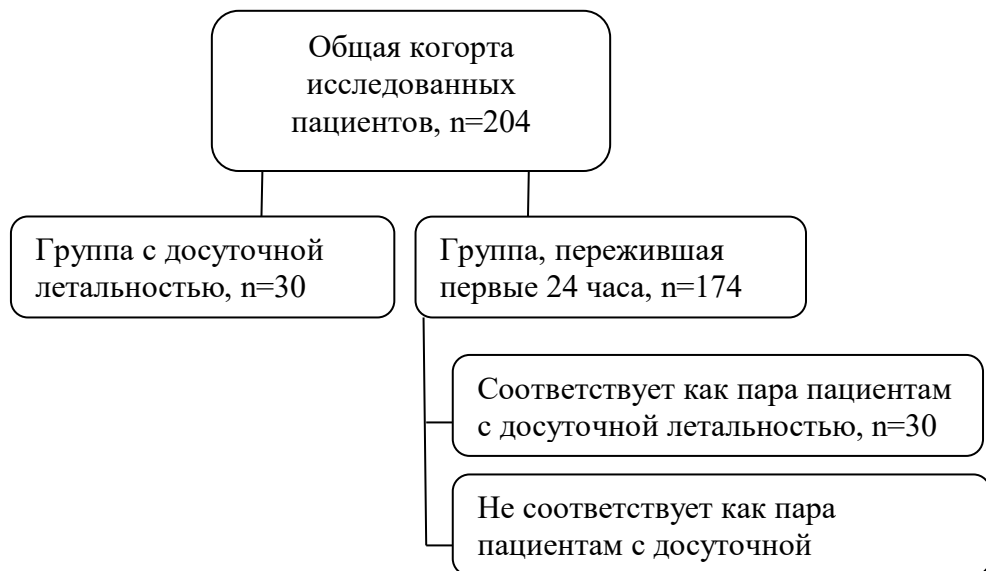 Общая когорта
исследованных
пациентов, n=204
Группа с досуточной
летальностью, n=30
Группа, пережившая
первые 24 часа, n=174
Соответствует как пара пациентам
с досуточной летальностью, n=30
Не соответствует как пара
пациентам с досуточной